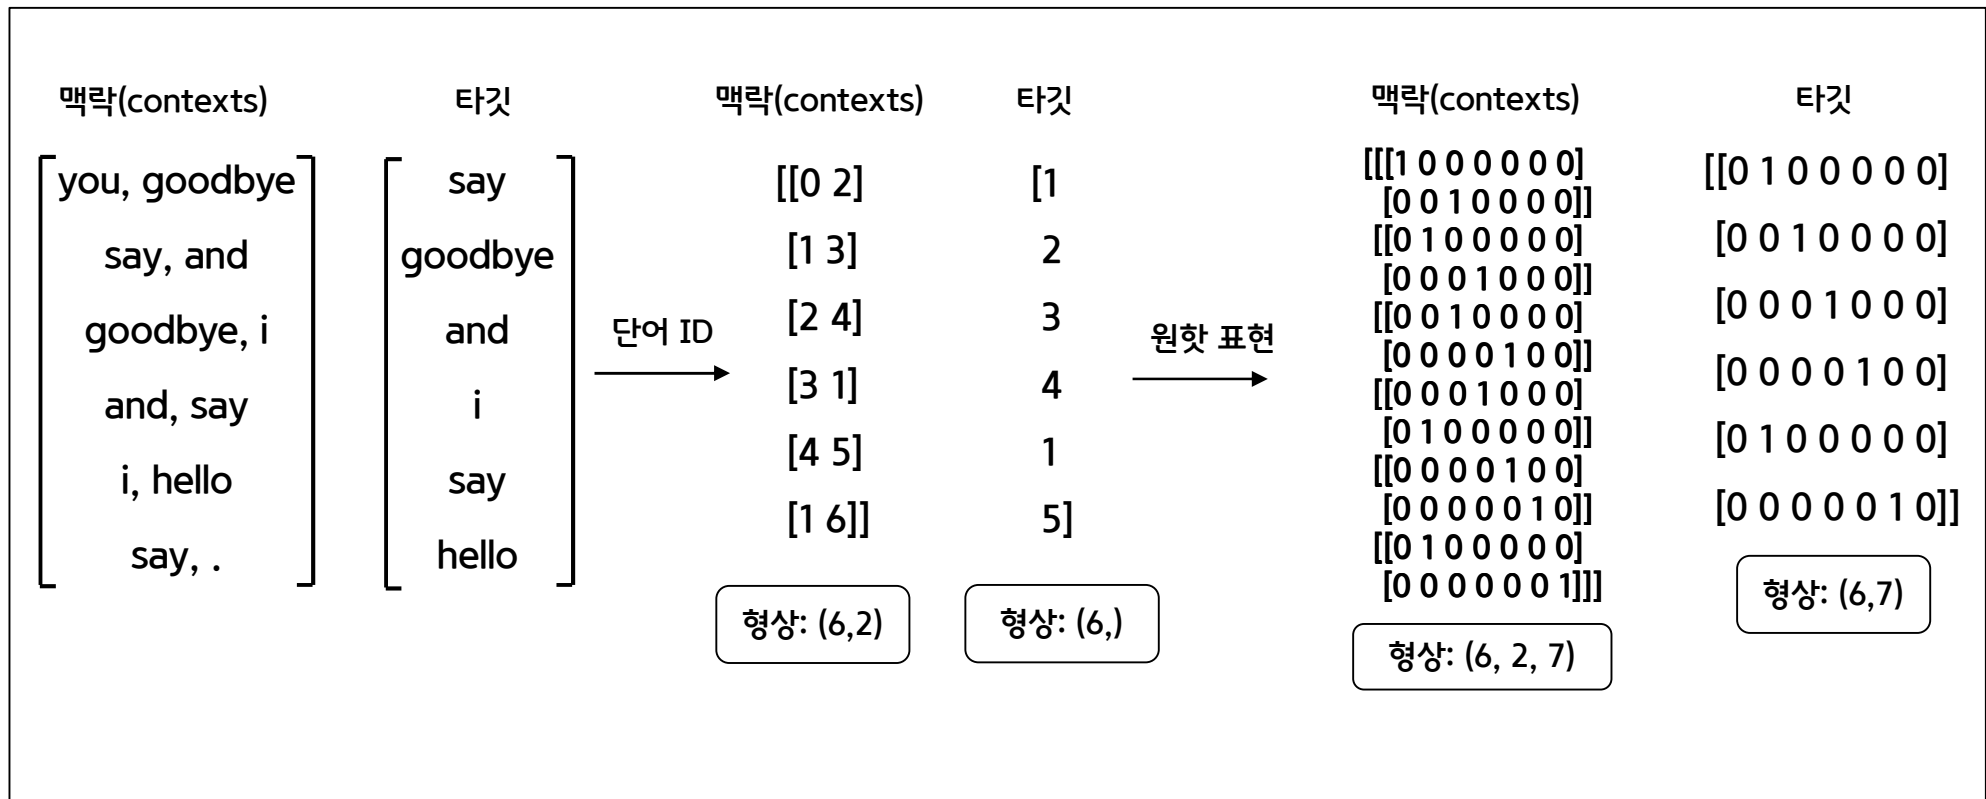 맥락(contexts)
you, goodbye
say, and
goodbye, i
and, say
i, hello
say, .
타깃
say
goodbye
and
i
say
hello
단어 ID
맥락(contexts)
[[0 2]
[1 3]
[2 4]
[3 1]
[4 5]
[1 6]]
형상: (6,2)
타깃
[1
2
3
4
1
5]
형상: (6,)
원핫 표현
맥락(contexts)
[[[1 0 0 0 0 0 0]
[0 0 1 0 0 0 0]]
[[0 1 0 0 0 0 0]
[0 0 0 1 0 0 0]]
[[0 0 1 0 0 0 0]
[0 0 0 0 1 0 0]]
[[0 0 0 1 0 0 0]
[0 1 0 0 0 0 0]]
[[0 0 0 0 1 0 0]
[0 0 0 0 0 1 0]]
[[0 1 0 0 0 0 0]
[0 0 0 0 0 0 1]]]
형상: (6, 2, 7)
타깃
[[0 1 0 0 0 0 0]
[0 0 1 0 0 0 0]
[0 0 0 1 0 0 0]
[0 0 0 0 1 0 0]
[0 1 0 0 0 0 0]
[0 0 0 0 0 1 0]]
형상: (6,7)